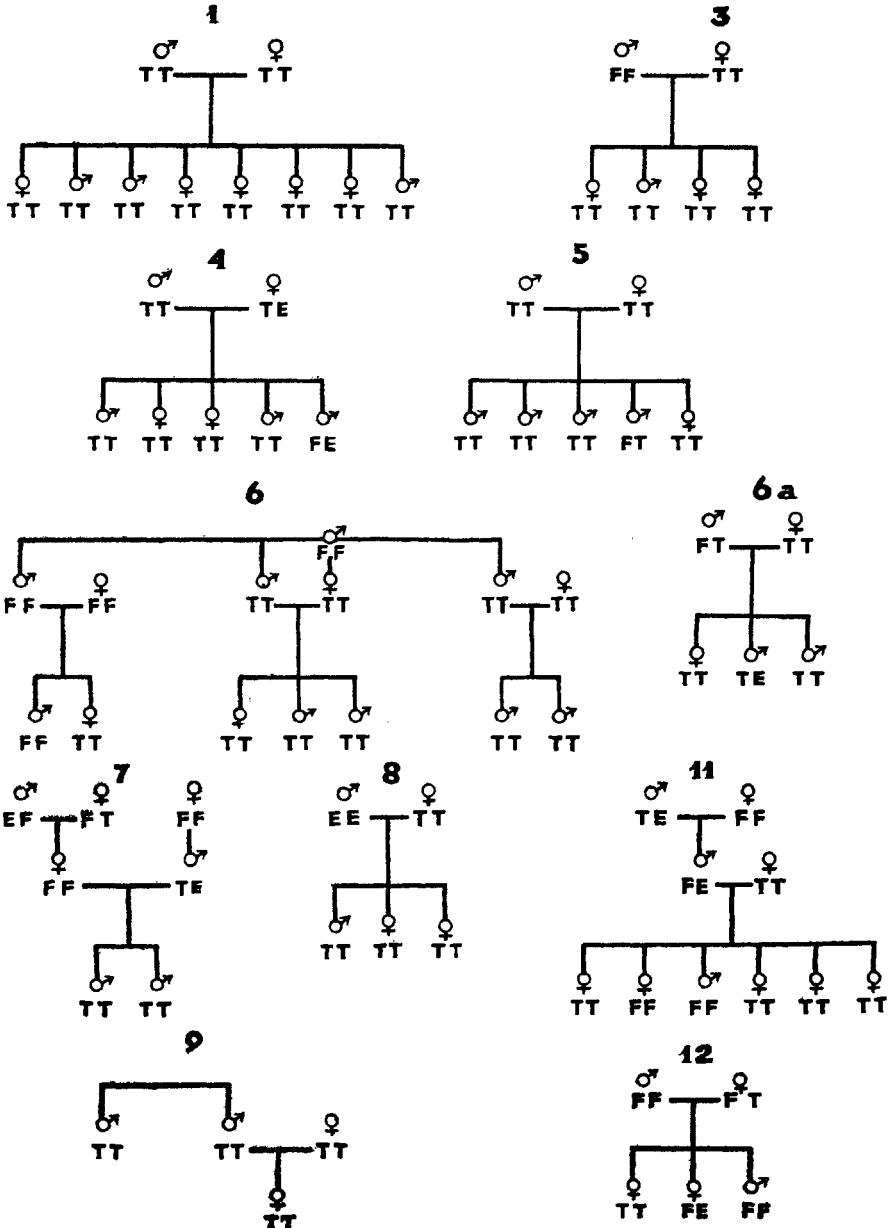 1 3
TT TT FF TT
TT TT TT TT TT TT TT TT TT TT TT TT
4 5
TT TE TT TT
TT TT TT TT FE TT TT TT FT TT
6 6a
FF FT TT
FF FF TT TT TT TT
TT TE TT
FF TT TT TT TT TT TT
7 8 11
EF FT FF EE TT TE FF
FF TE FE TT
TT TT TT
TT TT TT FF FF TT TT TT
9 12
FF FT
TT TT TT
TT TT FE FF